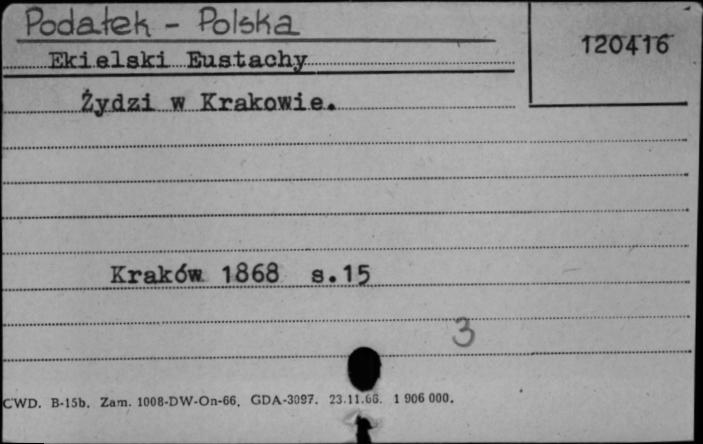 Podatek - Polska
120416
Ekielski Eustachy
Żydzi w Krakowie.
Kraków 1868 s.15
3
CWD. B-15b. Zam. 1008-DW-On-66. GDA-3097. 23.11.66. 1 906 000.